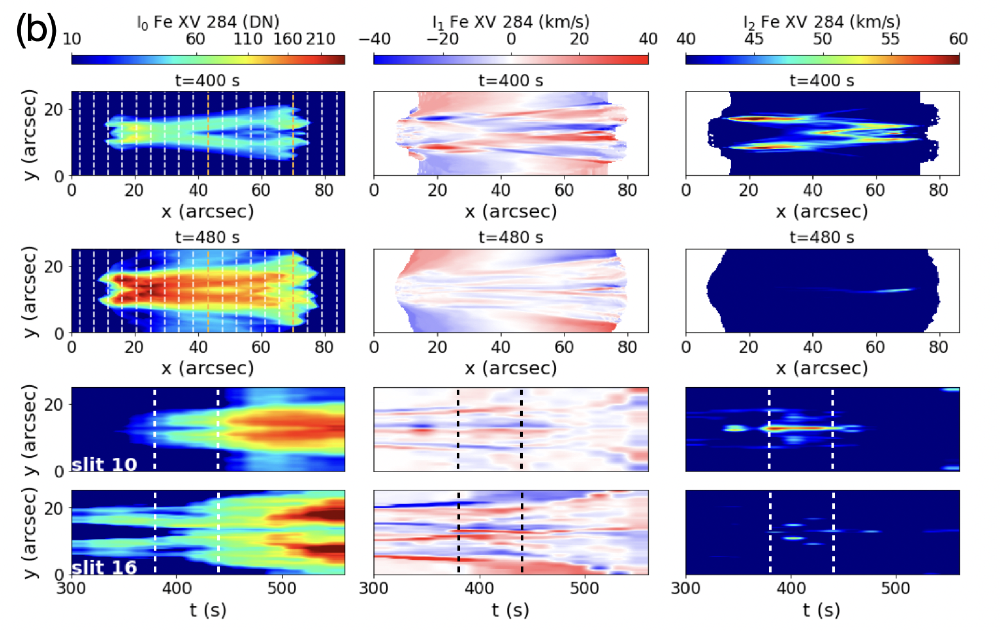 (b)
I₀ Fe XV 284 (DN)
10 60 110 160 210
I₁ Fe XV 284 (km/s)
−40 −20 0 20 40
I₂ Fe XV 284 (km/s)
40 45 50 55 60
t=400 s
t=400 s
t=400 s
y (arcsec)
20
0
0 20 40 60 80
x (arcsec)
0 20 40 60 80
x (arcsec)
0 20 40 60 80
x (arcsec)
t=480 s
t=480 s
t=480 s
y (arcsec)
20
0
0 20 40 60 80
x (arcsec)
0 20 40 60 80
x (arcsec)
0 20 40 60 80
x (arcsec)
y (arcsec)
20
0
slit 10
y (arcsec)
20
0
slit 16
300 400 500
t (s)
300 400 500
t (s)
300 400 500
t (s)